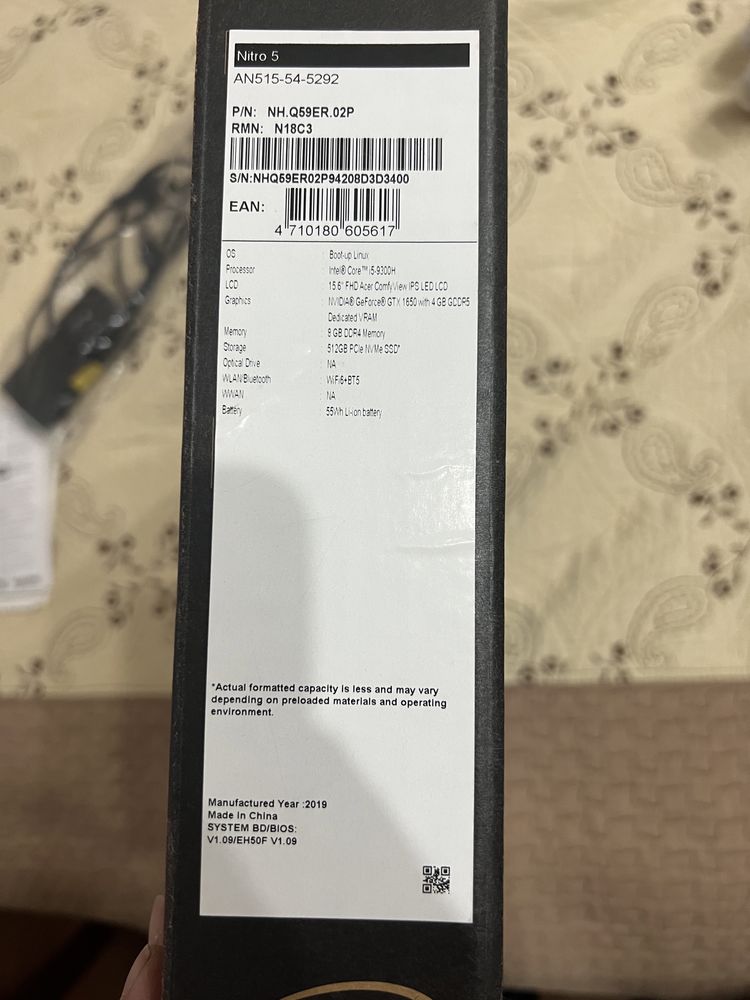 Nitro 5
AN515-54-5292
P/N: NH.Q59ER.02P
RMN: N18C3
S/N:NHQ59ER02P94208D3D3400
EAN:
4 710180 605617
OS : Boot-up Linux
Processor : Intel® Core™ i5-9300H
LCD : 15.6" FHD Acer ComfyView IPS LED LCD
Graphics : NVIDIA® GeForce® GTX 1650 with 4 GB GDDR5
Dedicated VRAM
Memory : 8 GB DDR4 Memory
Storage : 512GB PCIe NVMe SSD*
Optical Drive : NA
WLAN/Bluetooth : WiFi6+BT5
WWAN : NA
Battery : 55Wh Li-ion battery
*Actual formatted capacity is less and may vary
depending on preloaded materials and operating
environment.
Manufactured Year :2019
Made In China
SYSTEM BD/BIOS:
V1.09/EH50F V1.09